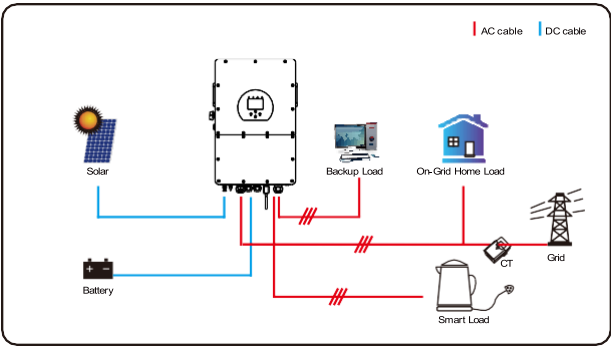 AC cable
DC cable
Solar
Backup Load
On-Grid Home Load
CT
Grid
Battery
Smart Load